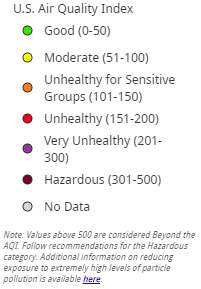 U.S. Air Quality Index
Good (0-50)
Moderate (51-100)
Unhealthy for Sensitive
Groups (101-150)
Unhealthy (151-200)
Very Unhealthy (201-
300)
Hazardous (301-500)
No Data
Note: Values above 500 are considered Beyond the
AQI. Follow recommendations for the Hazardous
category. Additional information on reducing
exposure to extremely high levels of particle
pollution is available here.